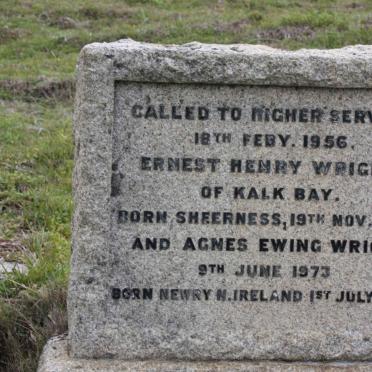 CALLED TO HIGHER SERV
18TH FEBY. 1956.
ERNEST HENRY WRIG
OF KALK BAY.
BORN SHEERNESS, 19TH NOV.
AND AGNES EWING WRIG
9TH JUNE 1973
BORN NEWRY N. IRELAND 1ST JULY